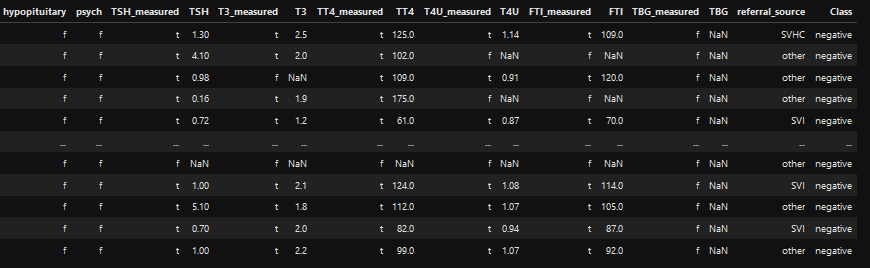 hypopituitary psych TSH_measured TSH T3_measured T3 TT4_measured TT4 T4U_measured T4U FTI_measured FTI TBG_measured TBG referral_source Class
f f t 1.30 t 2.5 t 125.0 t 1.14 t 109.0 f NaN SVHC negative
f f t 4.10 t 2.0 t 102.0 f NaN f NaN f NaN other negative
f f t 0.98 f NaN t 109.0 t 0.91 t 120.0 f NaN other negative
f f t 0.16 t 1.9 t 175.0 f NaN f NaN f NaN other negative
f f t 0.72 t 1.2 t 61.0 t 0.87 t 70.0 f NaN SVI negative
... ... ... ... ... ... ... ... ... ... ... ... ... ... ... ...
f f f NaN f NaN f NaN f NaN f NaN f NaN other negative
f f t 1.00 t 2.1 t 124.0 t 1.08 t 114.0 f NaN SVI negative
f f t 5.10 t 1.8 t 112.0 t 1.07 t 105.0 f NaN other negative
f f t 0.70 t 2.0 t 82.0 t 0.94 t 87.0 f NaN SVI negative
f f t 1.00 t 2.2 t 99.0 t 1.07 t 92.0 f NaN other negative